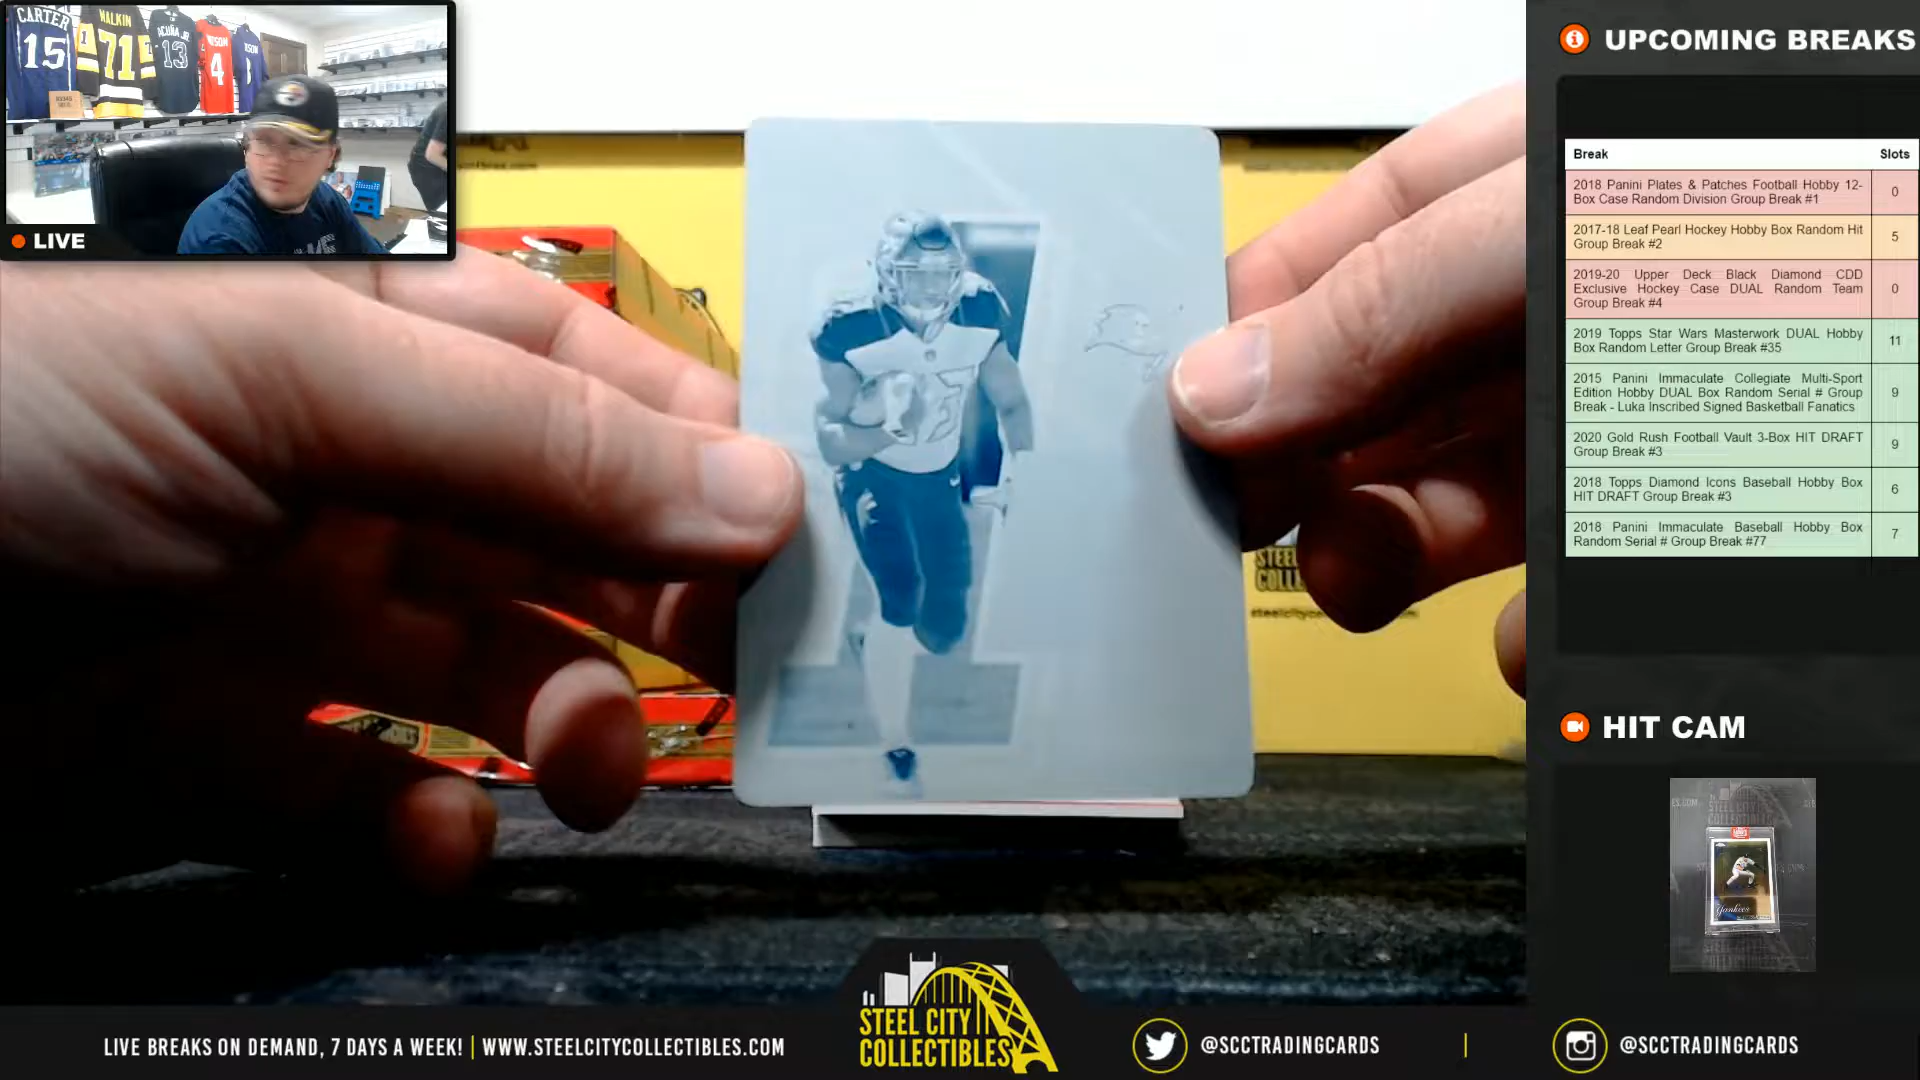 CARTER
15
MALKIN
71
ACUÑA JR
13
4
LIVE
UPCOMING BREAKS
Break Slots
2018 Panini Plates & Patches Football Hobby 12-
Box Case Random Division Group Break #1 0
2017-18 Leaf Pearl Hockey Hobby Box Random Hit
Group Break #2 5
2019-20 Upper Deck Black Diamond CDD
Exclusive Hockey Case DUAL Random Team
Group Break #4 0
2019 Topps Star Wars Masterwork DUAL Hobby
Box Random Letter Group Break #35 11
2015 Panini Immaculate Collegiate Multi-Sport
Edition Hobby DUAL Box Random Serial # Group
Break - Luka Inscribed Signed Basketball Fanatics 9
2020 Gold Rush Football Vault 3-Box HIT DRAFT
Group Break #3 9
2018 Topps Diamond Icons Baseball Hobby Box
HIT DRAFT Group Break #3 6
2018 Panini Immaculate Baseball Hobby Box
Random Serial # Group Break #77 7
HIT CAM
STEEL CITY
COLLECTIBLES
Yankees
STEEL CITY
COLLECTIBLES
LIVE BREAKS ON DEMAND, 7 DAYS A WEEK! | WWW.STEELCITYCOLLECTIBLES.COM
@SCCTRADINGCARDS
@SCCTRADINGCARDS